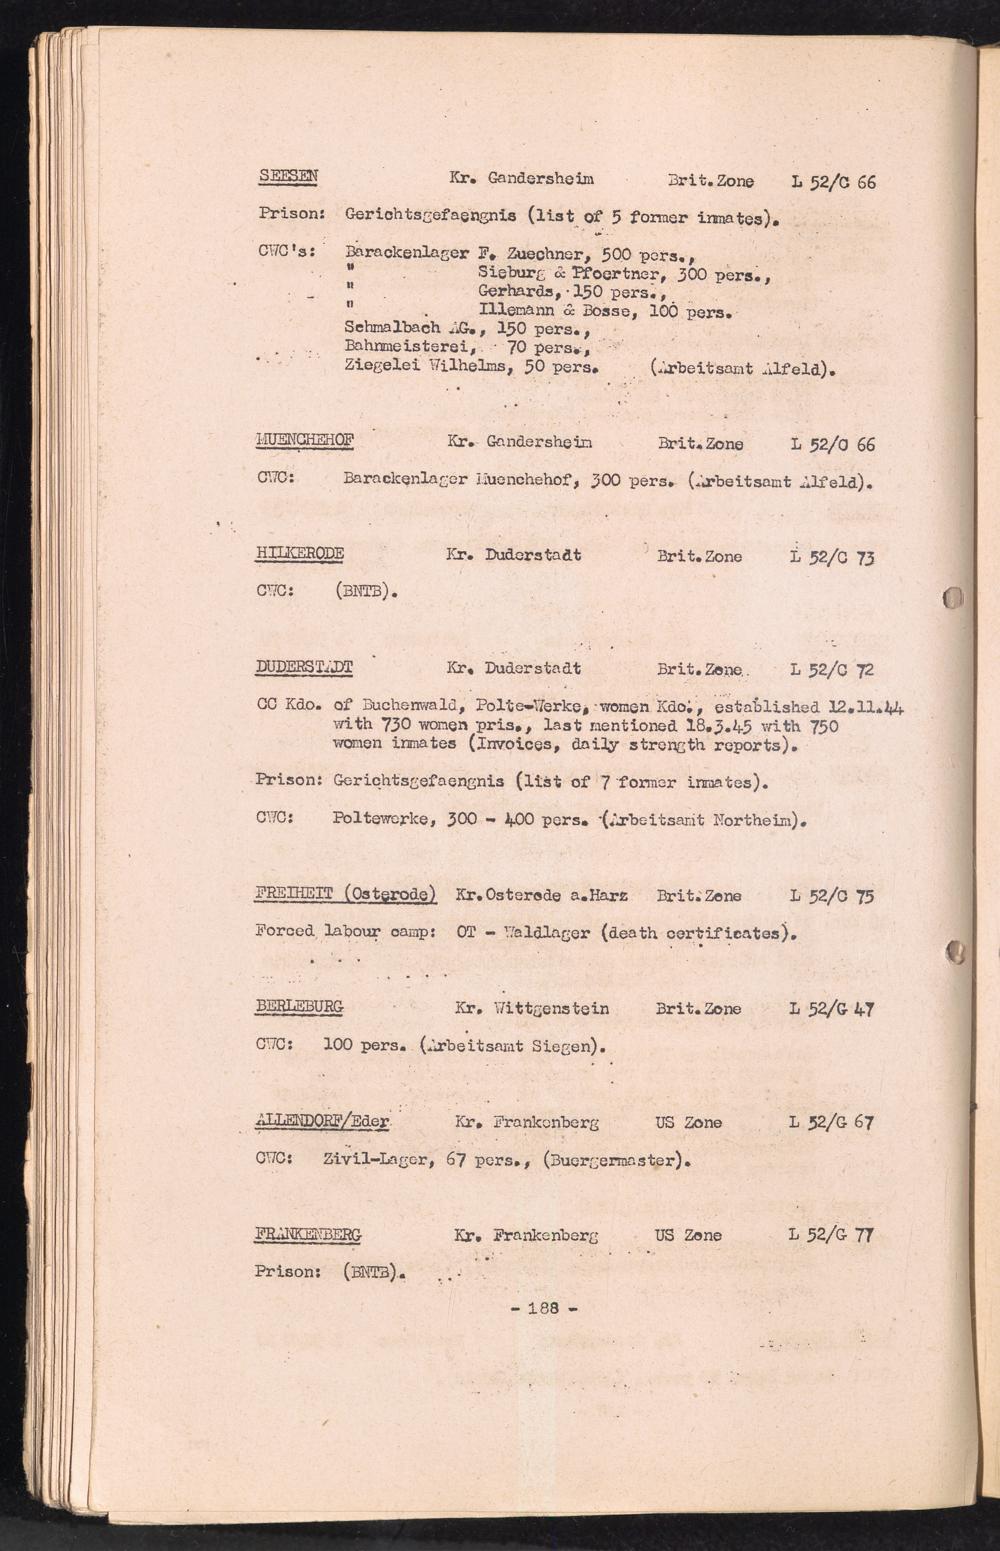 SEESEN Kr. Gandersheim Brit.Zone L 52/C 66
Prison: Gerichtsgefaengnis (list of 5 former inmates).
CWC's: Barackenlager F. Zuechner, 500 pers.,
" Sieburg & Pfoertner, 300 pers.,
" Gerhards, 150 pers.,
" Illemann & Bosse, 100 pers.
Schmalbach AG., 150 pers.,
Bahnmeisterei, 70 pers.,
Ziegelei Wilhelms, 50 pers. (Arbeitsamt Alfeld).
MUENCHEHOF Kr. Gandersheim Brit.Zone L 52/C 66
CWC: Barackenlager Muenchehof, 300 pers. (Arbeitsamt Alfeld).
HILKERODE Kr. Duderstadt Brit.Zone L 52/C 73
CWC: (BNTB).
DUDERSTADT Kr. Duderstadt Brit.Zone L 52/C 72
CC Kdo. of Buchenwald, Polte-Werke, women Kdo., established 12.11.44
with 730 women pris., last mentioned 18.3.45 with 750
women inmates (Invoices, daily strength reports).
Prison: Gerichtsgefaengnis (list of 7 former inmates).
CWC: Poltewerke, 300 - 400 pers. (Arbeitsamt Northeim).
FREIHEIT (Osterode) Kr.Osterode a.Harz Brit.Zone L 52/C 75
Forced labour camp: OT - Waldlager (death certificates).
BERLEBURG Kr. Wittgenstein Brit.Zone L 52/G 47
CWC: 100 pers. (Arbeitsamt Siegen).
ALLENDORF/Eder Kr. Frankenberg US Zone L 52/G 67
CWC: Zivil-Lager, 67 pers., (Buergermaster).
FRANKENBERG Kr. Frankenberg US Zone L 52/G 77
Prison: (BNTB).
- 188 -